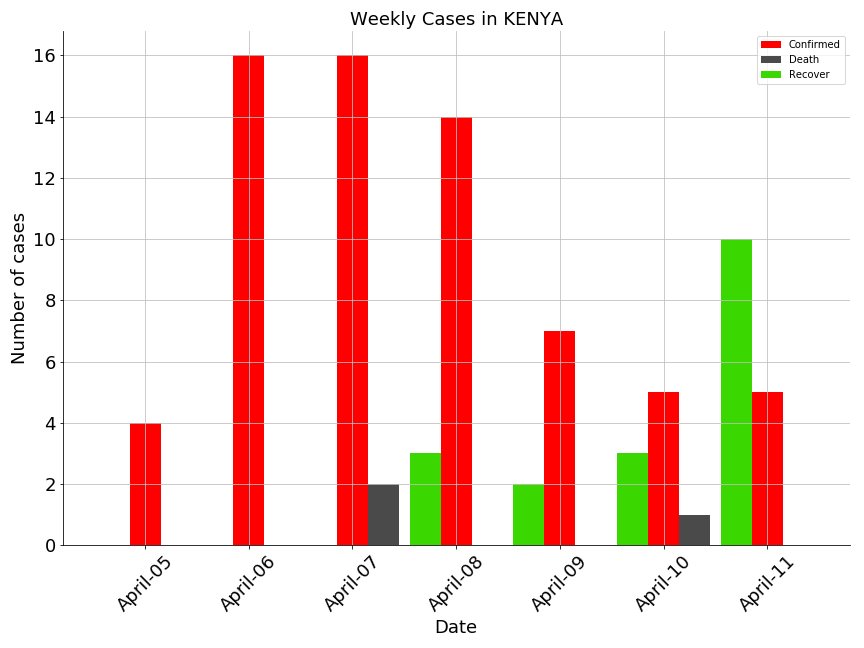 Weekly Cases in KENYA
Confirmed
Death
Recover
Number of cases
16
14
12
10
8
6
4
2
0
April-05
April-06
April-07
April-08
April-09
April-10
April-11
Date